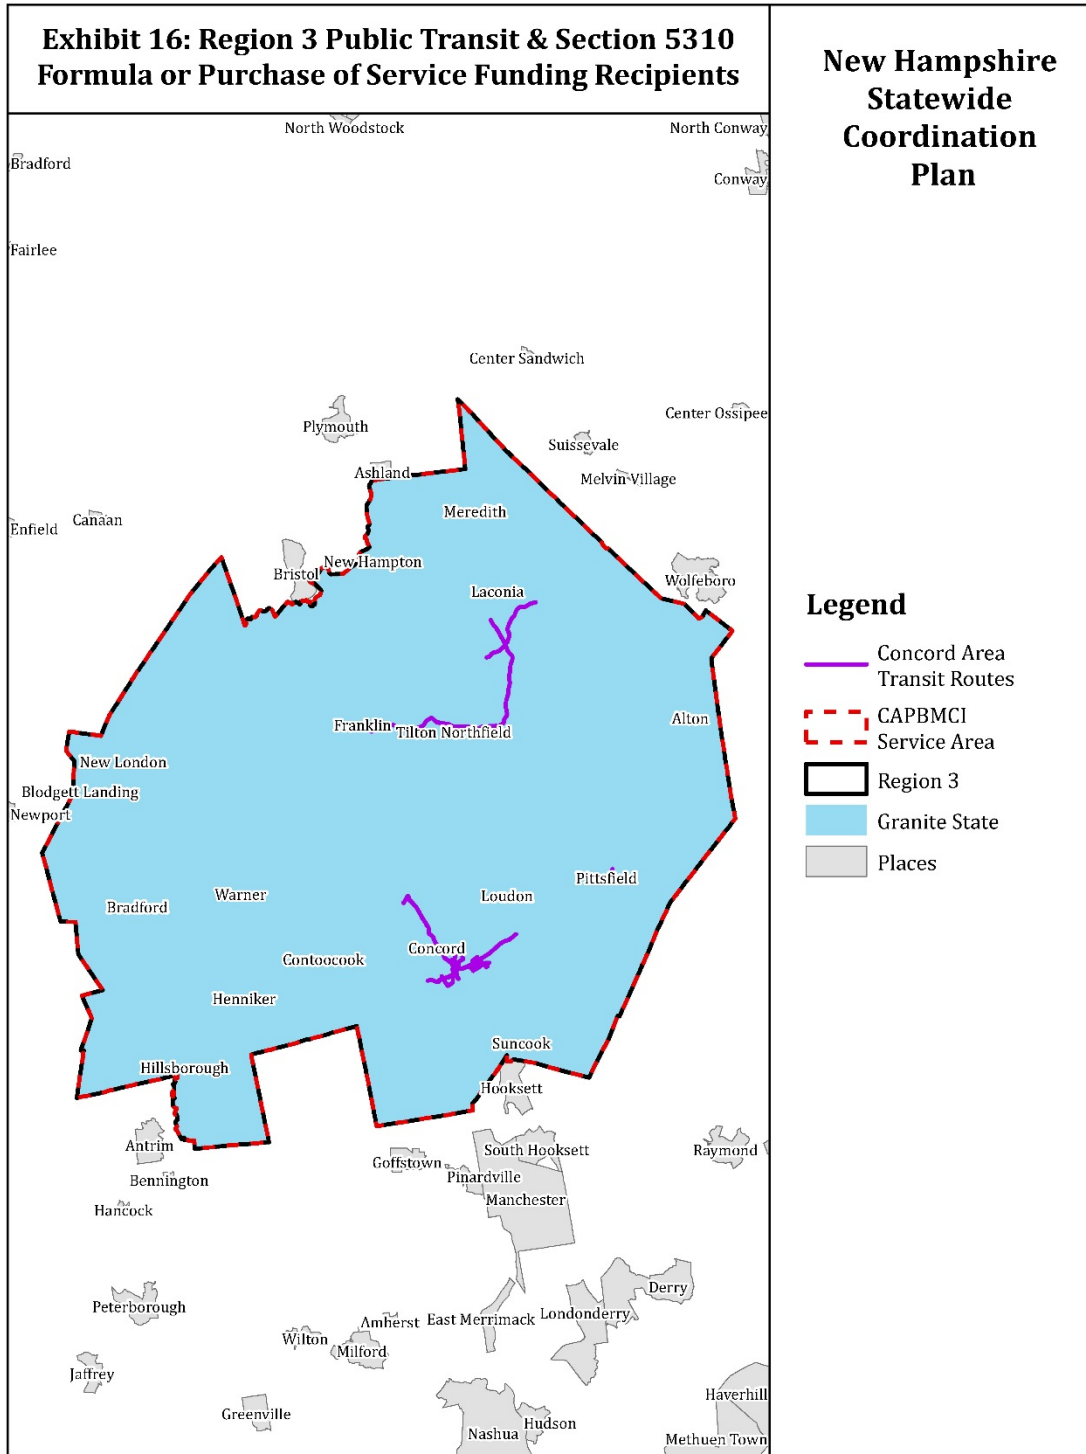 Exhibit 16: Region 3 Public Transit & Section 5310
Formula or Purchase of Service Funding Recipients
New Hampshire
Statewide
Coordination
Plan
North Woodstock
North Conway
Bradford
Conway
Fairlee
Center Sandwich
Center Ossipee
Plymouth
Suissevale
Ashland
Melvin Village
Meredith
Canaan
Enfield
New Hampton
Bristol
Wolfeboro
Laconia
Alton
Franklin
Tilton Northfield
New London
Blodgett Landing
Newport
Pittsfield
Warner
Loudon
Bradford
Concord
Contoocook
Henniker
Suncook
Hillsborough
Hooksett
Antrim
South Hooksett
Raymond
Goffstown
Bennington
Pinardville
Manchester
Hancock
Derry
Peterborough
Londonderry
Amherst
East Merrimack
Wilton
Milford
Jaffrey
Haverhill
Greenville
Hudson
Nashua
Methuen Town
Legend
Concord Area
Transit Routes
CAPBMCI
Service Area
Region 3
Granite State
Places